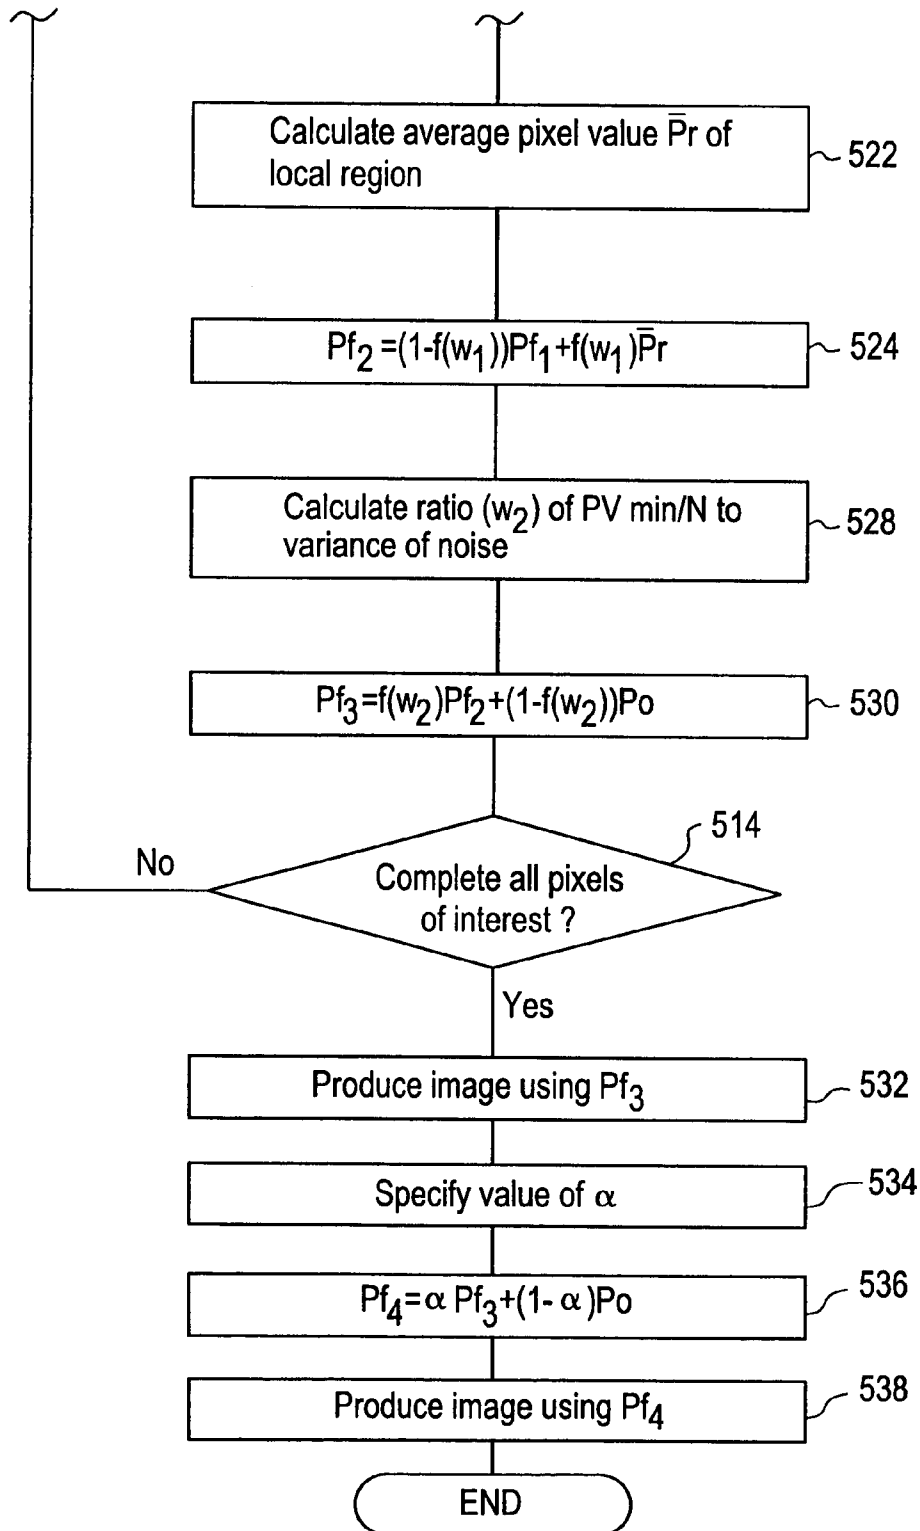 Calculate average pixel value P̅r of
local region
522
Pf₂ =(1-f(w₁))Pf₁+f(w₁)P̅r
524
Calculate ratio (w₂) of PV min/N to
variance of noise
528
Pf₃=f(w₂)Pf₂+(1-f(w₂))Po
530
514
No
Complete all pixels
of interest ?
Yes
Produce image using Pf₃
532
Specify value of α
534
Pf₄=α Pf₃+(1- α)Po
536
Produce image using Pf₄
538
END